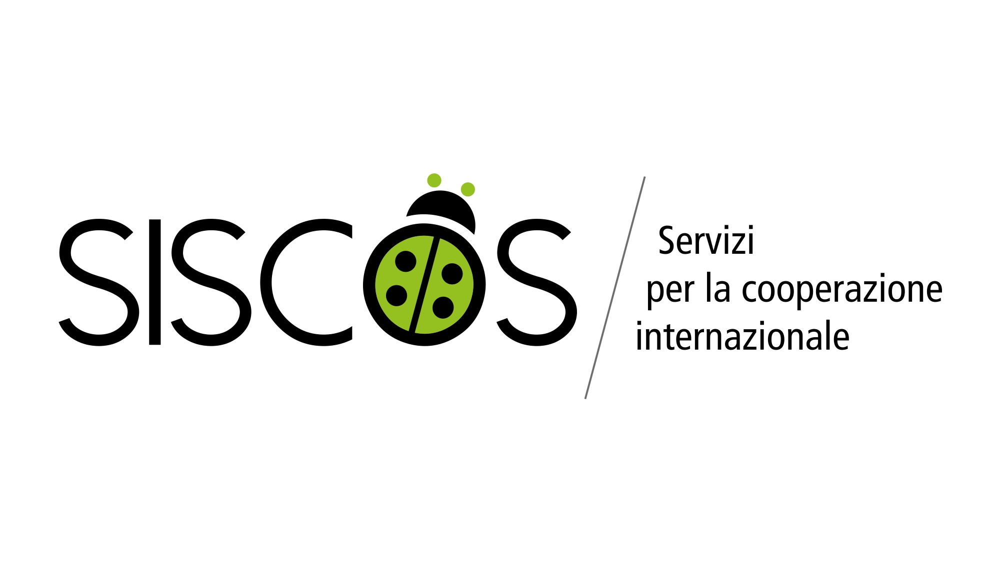 SISCOS
Servizi
per la cooperazione
internazionale